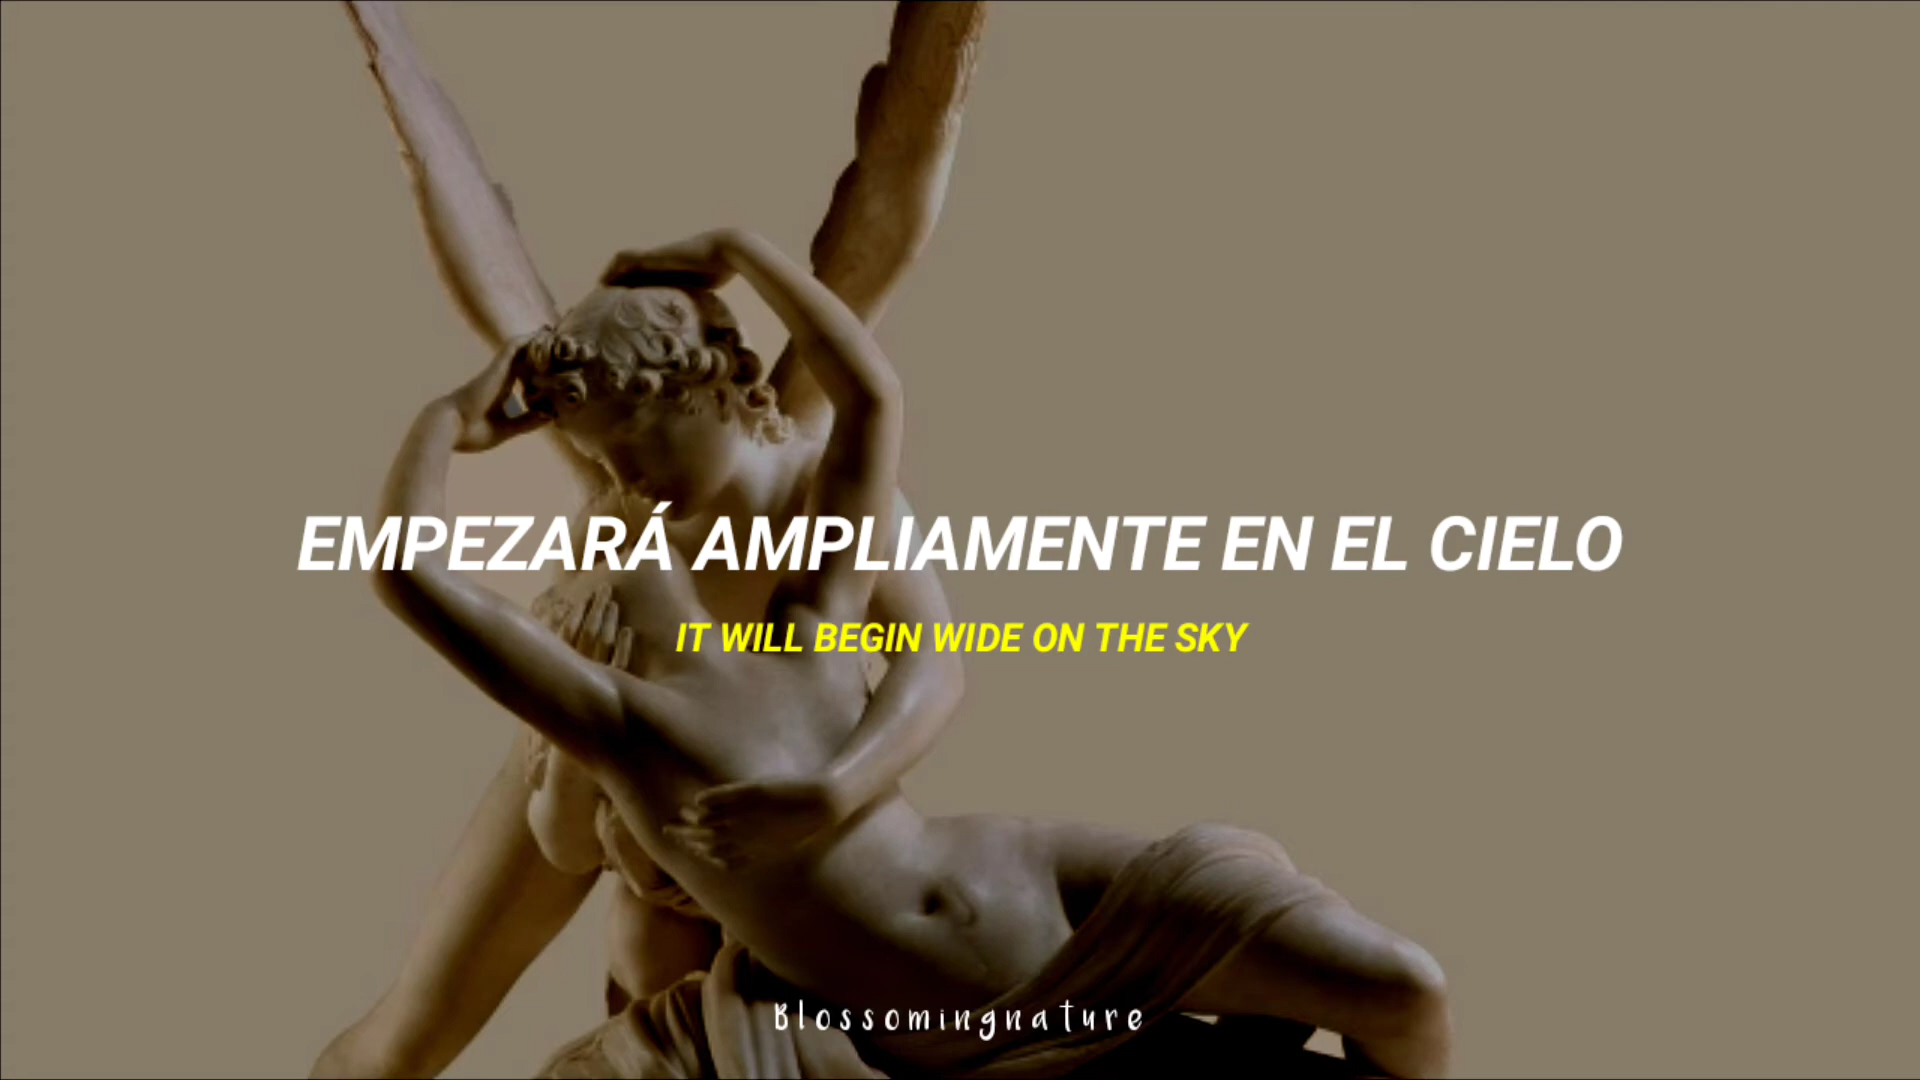 EMPEZARÁ AMPLIAMENTE EN EL CIELO
IT WILL BEGIN WIDE ON THE SKY
Blossomingnature